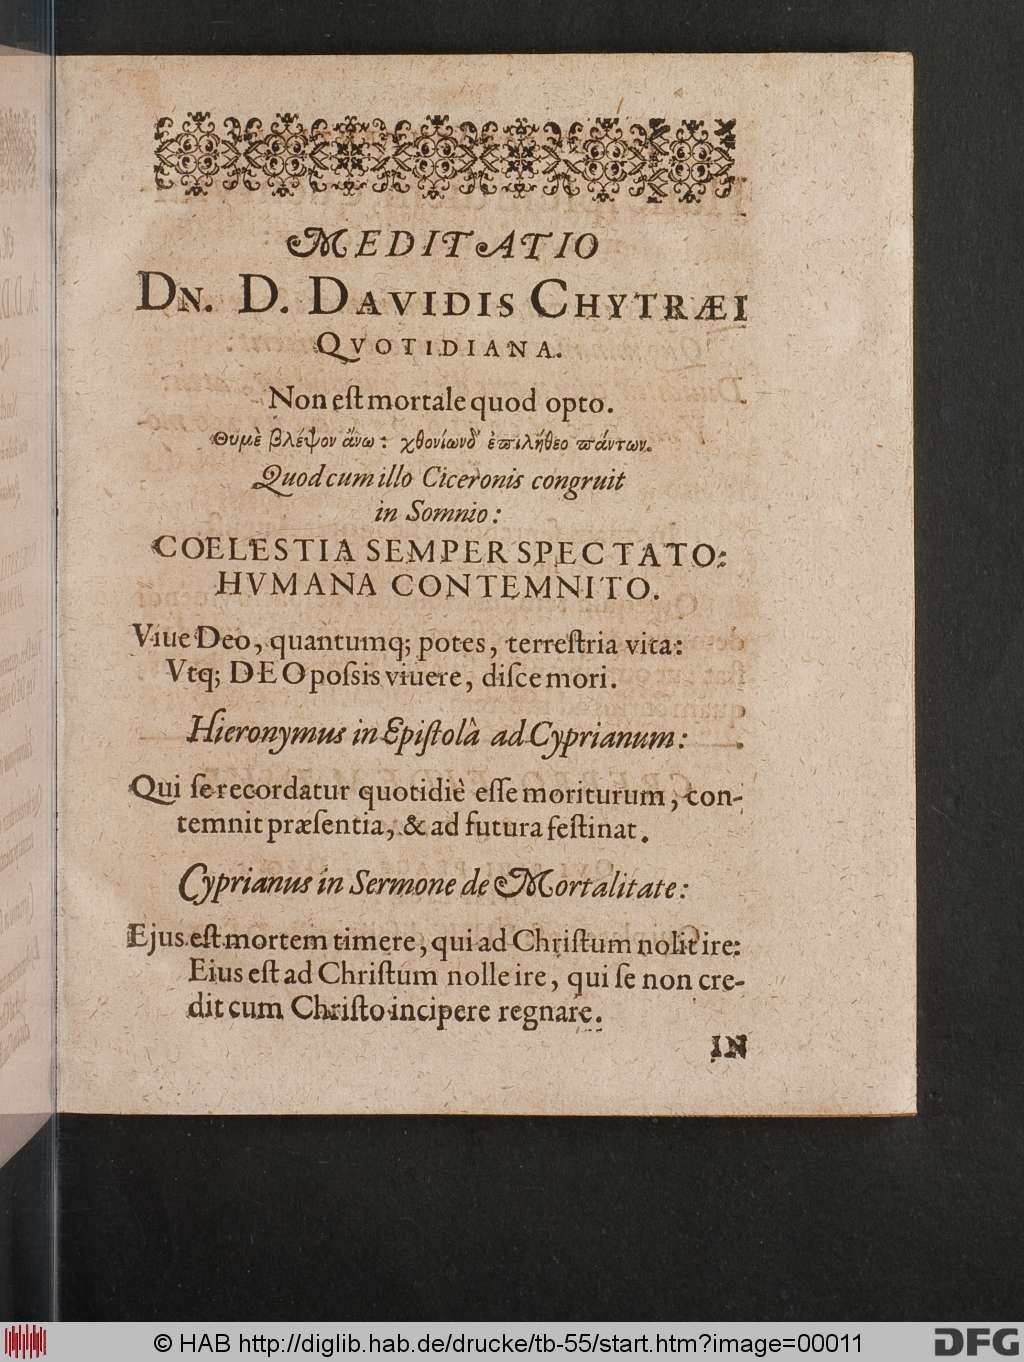 MEDITATIO
DN. D. DAVIDIS CHYTRÆI
QVOTIDIANA.
Non est mortale quod opto.
Θυμὲ βλέψον ἄνω: χθονίωνδ' ἐπιλήθεο πάντων.
Quod cum illo Ciceronis congruit
in Somnio:
COELESTIA SEMPER SPECTATO:
HVMANA CONTEMNITO.
Viue Deo, quantumq; potes, terrestria vita:
Vtq; DEO possis viuere, disce mori.
Hieronymus in Epistolâ ad Cyprianum:
Qui se recordatur quotidiè esse moriturum, con-
temnit præsentia, & ad futura festinat.
Cyprianus in Sermone de Mortalitate:
Ejus est mortem timere, qui ad Christum nolit ire:
Eius est ad Christum nolle ire, qui se non cre-
dit cum Christo incipere regnare.
IN
© HAB http://diglib.hab.de/drucke/tb-55/start.htm?image=00011
DFG